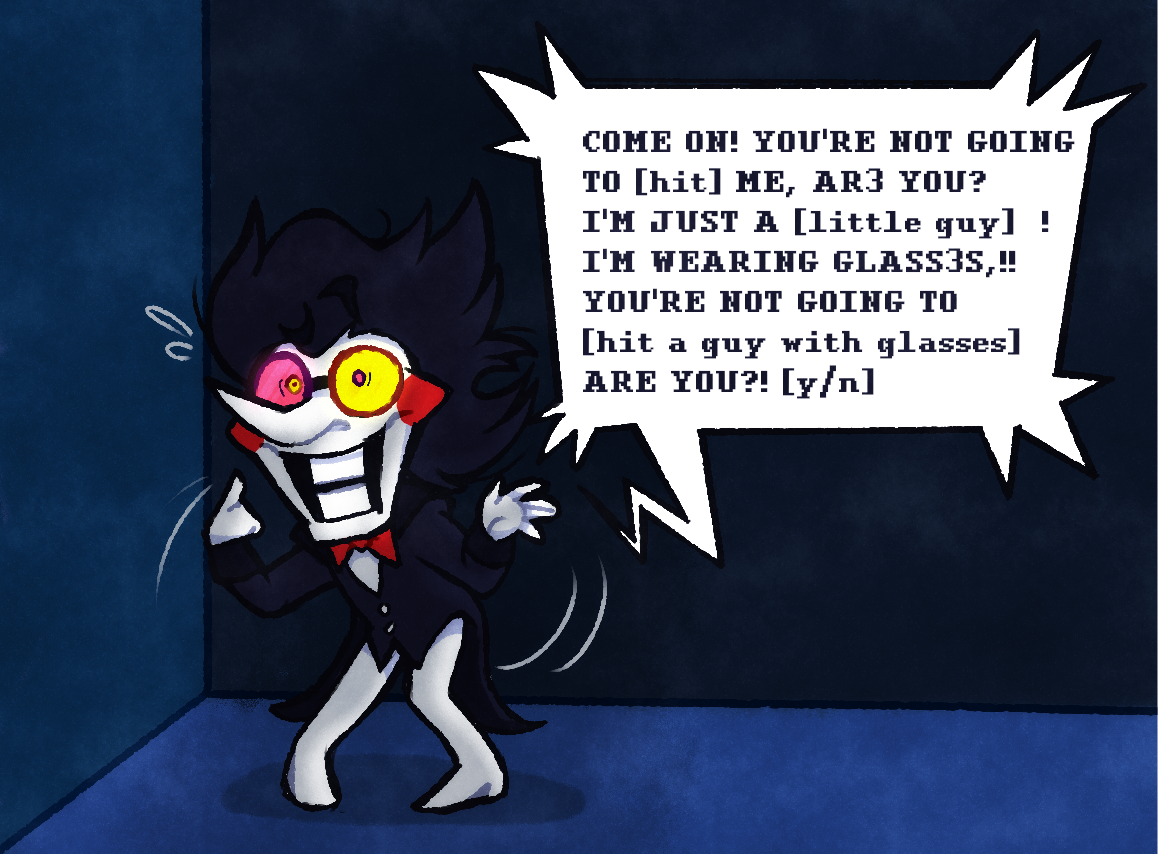 COME ON! YOU'RE NOT GOING
TO [hit] ME, AR3 YOU?
I'M JUST A [little guy] !
I'M WEARING GLASS3S,!!
YOU'RE NOT GOING TO
[hit a guy with glasses]
ARE YOU?! [y/n]